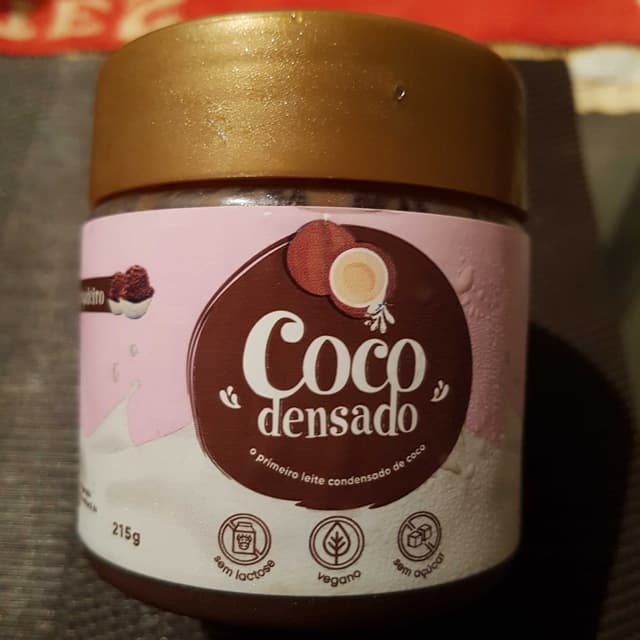 Coco
densado
o primeiro leite condensado de coco
215g
sem lactose
vegano
sem açúcar